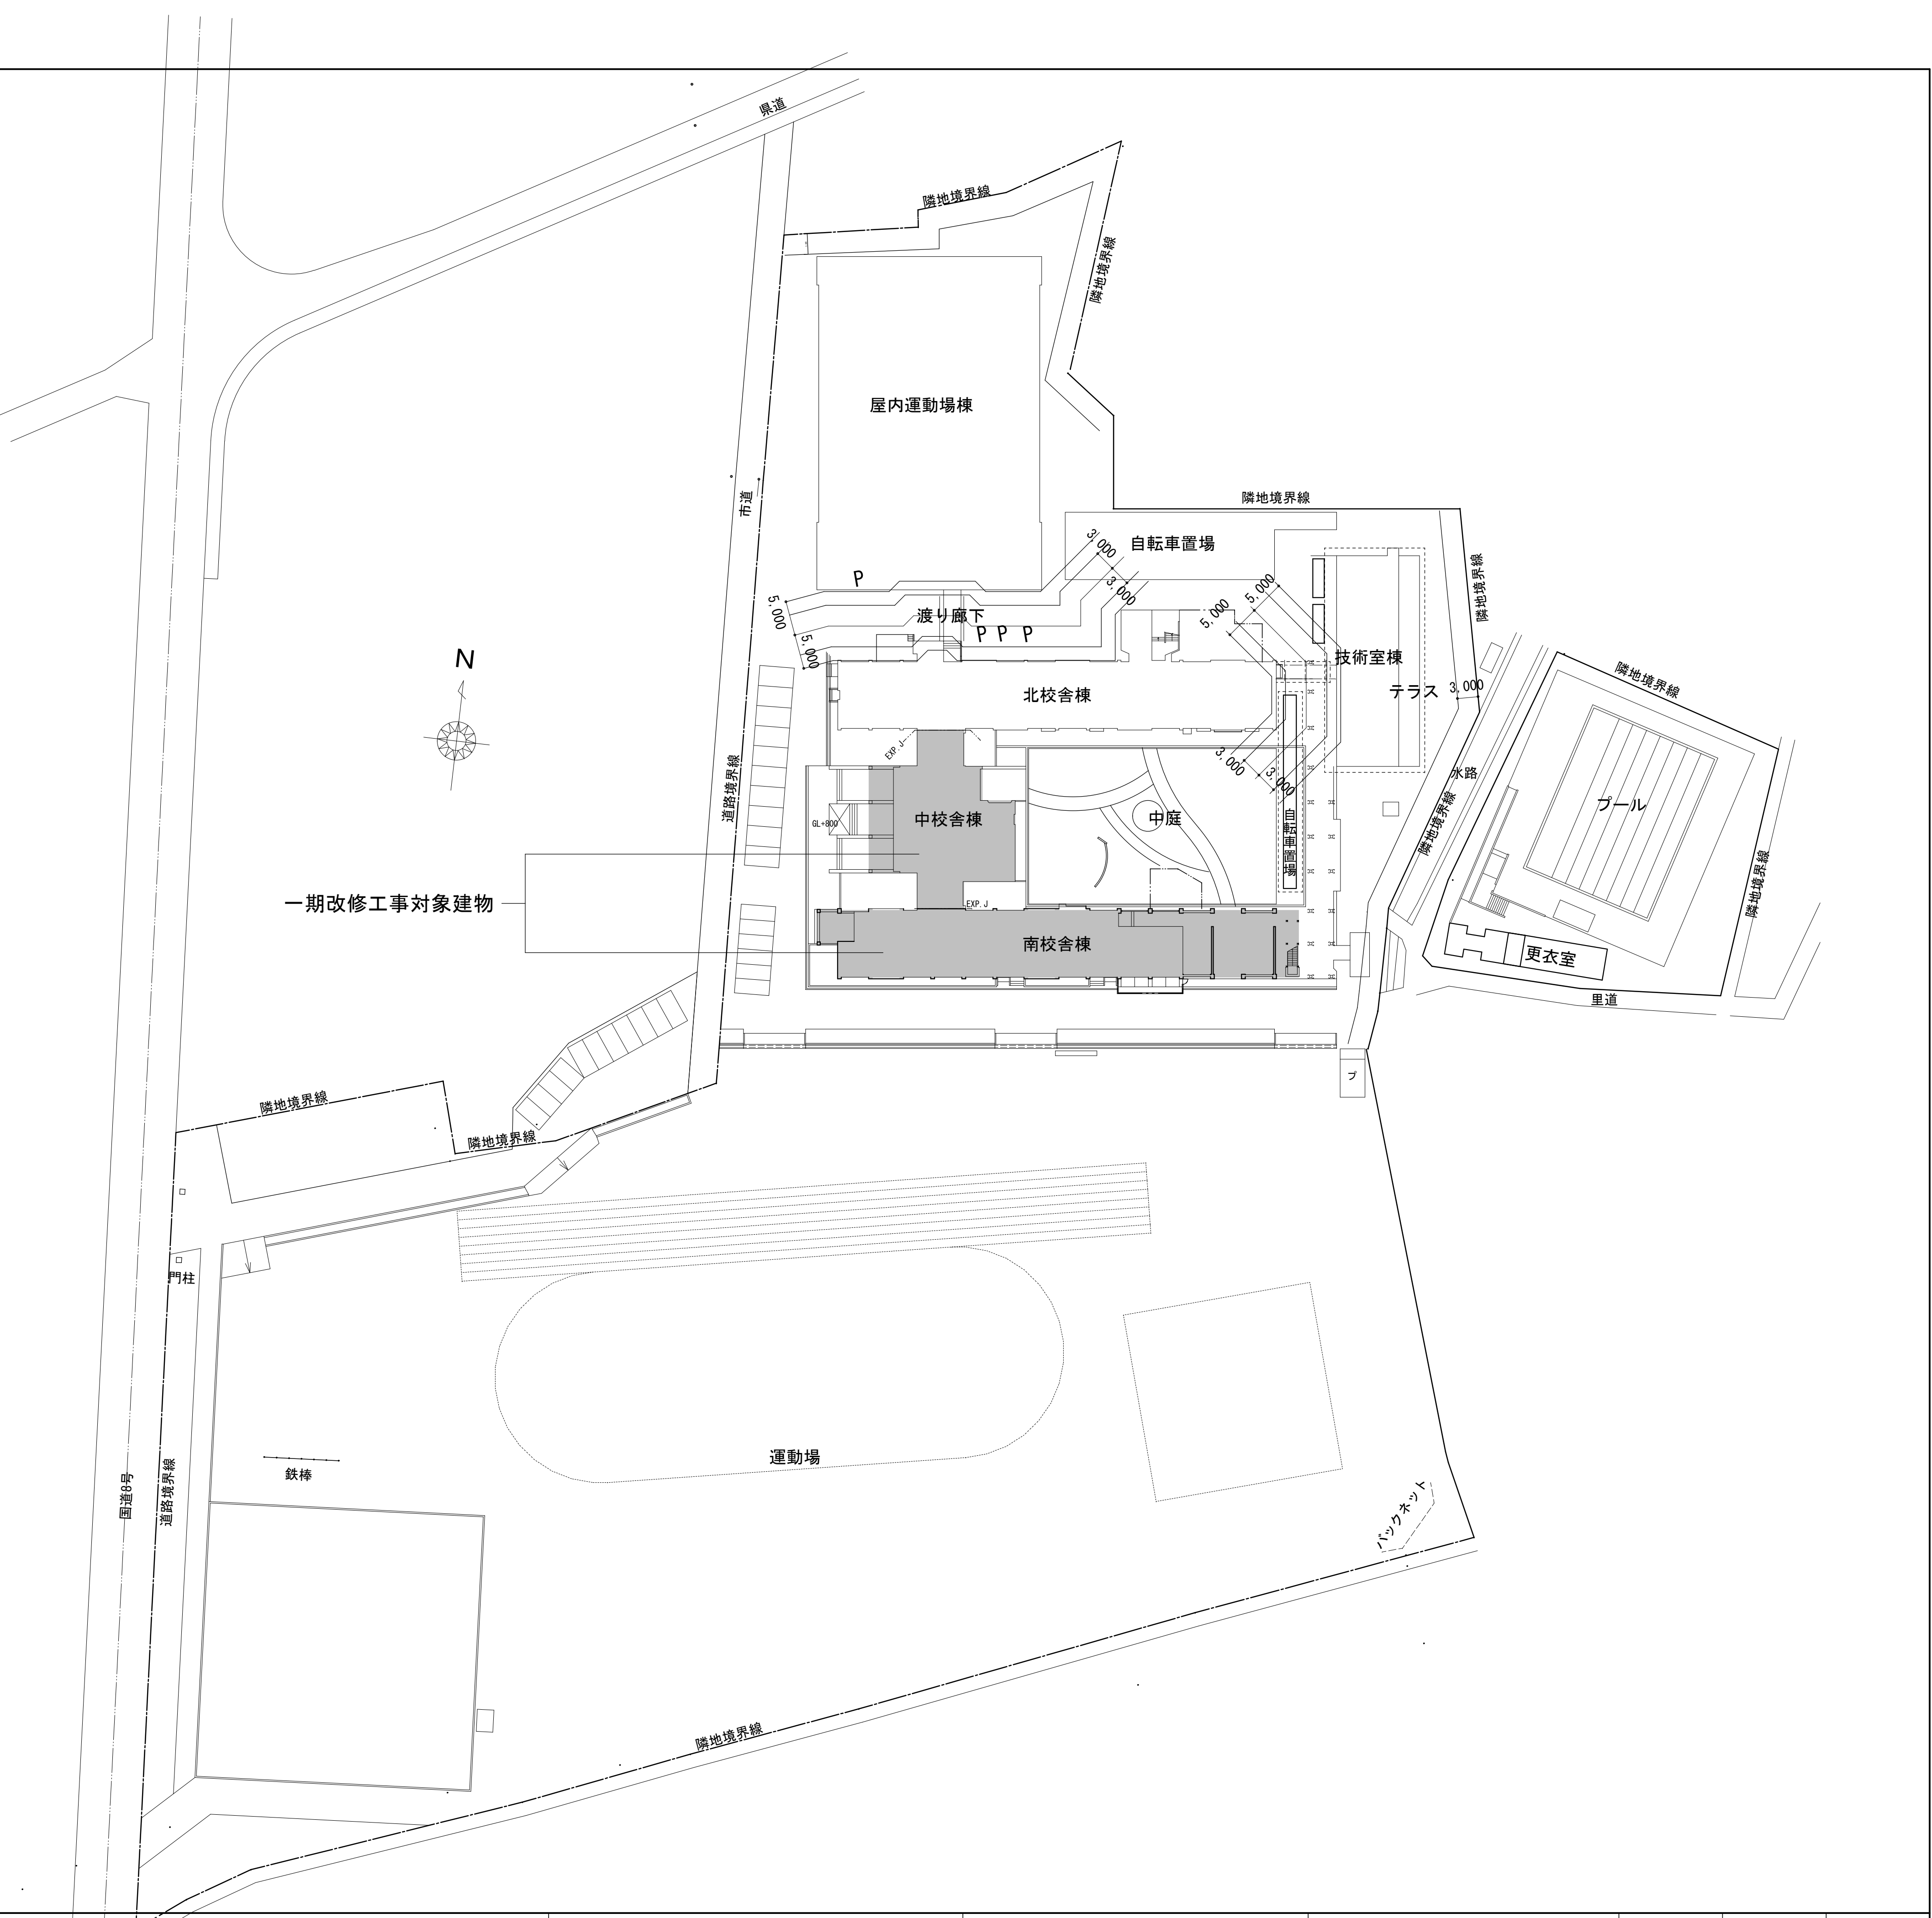 県道
隣地境界線
隣地境界線
屋内運動場棟
市道
隣地境界線
自転車置場
3,000
3,000
P
5,000
5,000
渡り廊下
P P P
5,000
5,000
隣地境界線
技術室棟
テラス
3,000
隣地境界線
N
北校舎棟
EXP.J
3,000
3,000
水路
道路境界線
GL+800
中校舎棟
中庭
自転車置場
隣地境界線
プール
隣地境界線
一期改修工事対象建物
EXP.J
南校舎棟
更衣室
里道
プ
隣地境界線
隣地境界線
門柱
運動場
鉄棒
国道8号
道路境界線
バックネット
隣地境界線